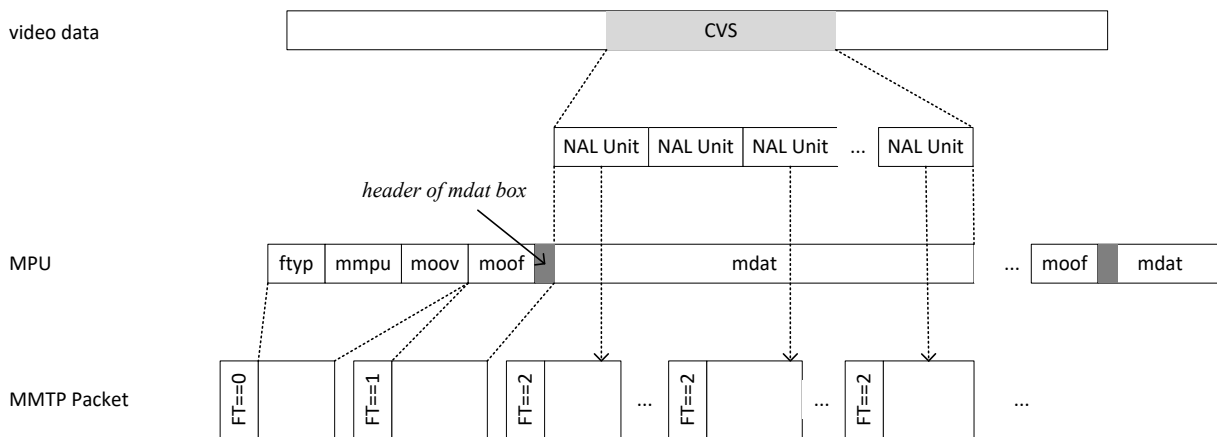 video data
CVS
NAL Unit NAL Unit NAL Unit ... NAL Unit
header of mdat box
MPU
ftyp mmpu moov moof mdat ... moof mdat
MMTP Packet
FT==0 FT==1 FT==2 ... FT==2 ... FT==2 ...